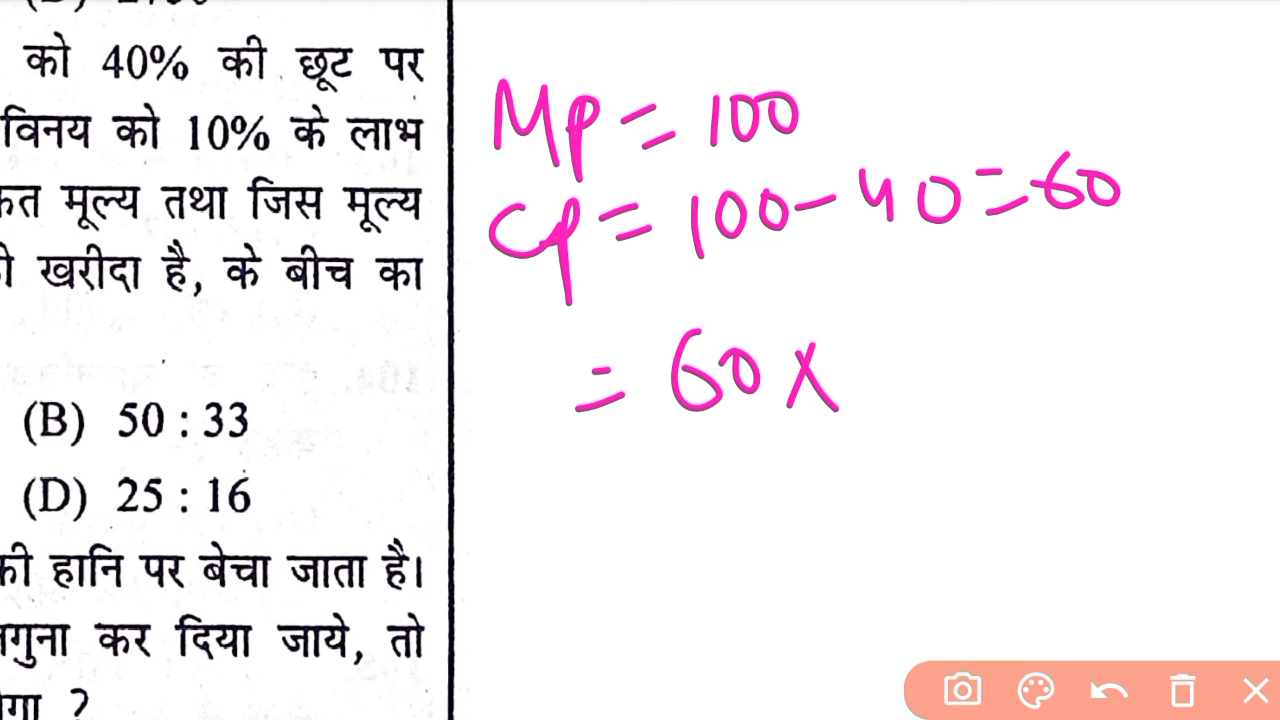 को 40% की छूट पर
विनय को 10% के लाभ
मूल्य तथा जिस मूल्य
खरीदा है, के बीच का
(B) 50 : 33
(D) 25 : 16
की हानि पर बेचा जाता है।
कर दिया जाये, तो
?
MP = 100
CP = 100 - 40 = 60
= 60 x